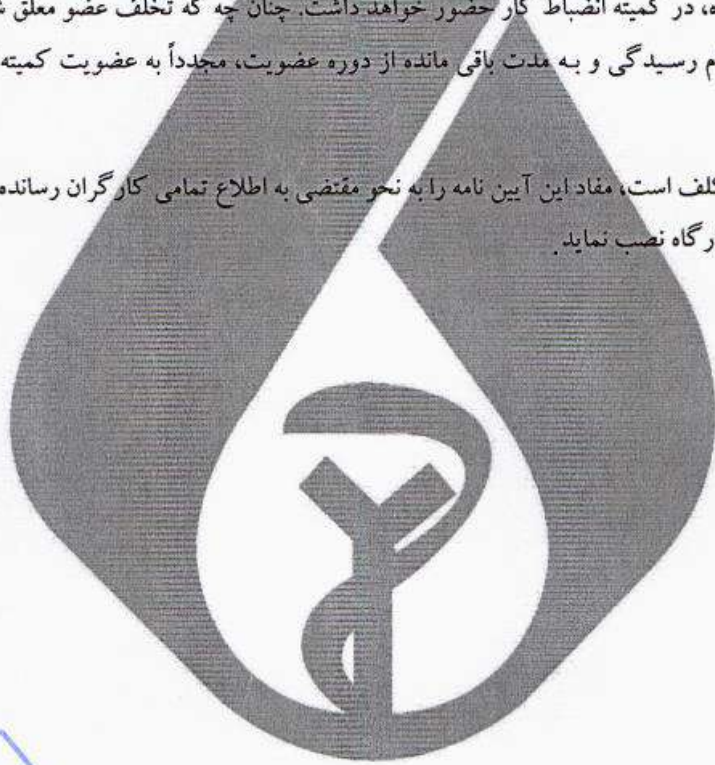 ه، در کمیته انضباط کار حضور خواهد داشت. چنان چه که تخلف عضو معلق ش
م رسیدگی و به مدت باقی مانده از دوره عضویت، مجدداً به عضویت کمیته
کلف است، مفاد این آیین نامه را به نحو مقتضی به اطلاع تمامی کارگران رسانده
رگاه نصب نماید.